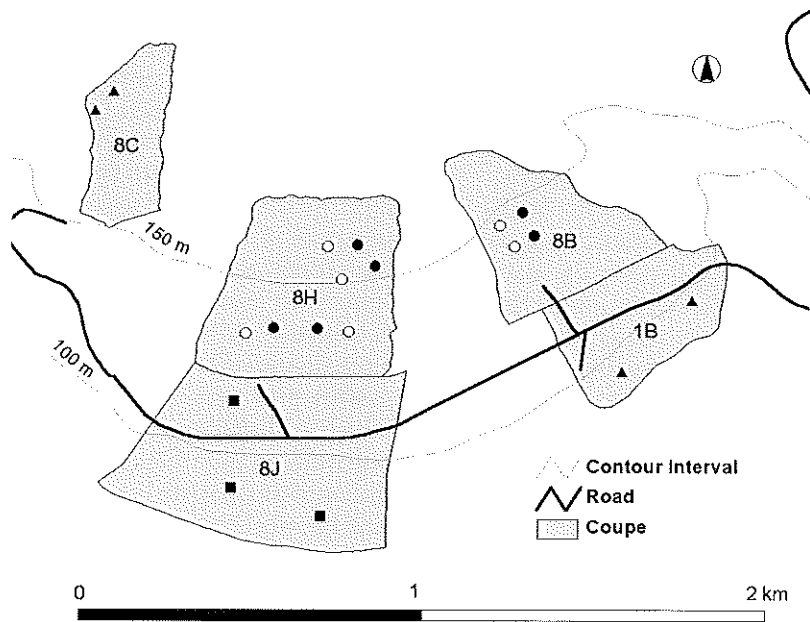 8C
150 m
8B
8H
1B
100 m
8J
Contour Interval
Road
Coupe
0 1 2 km